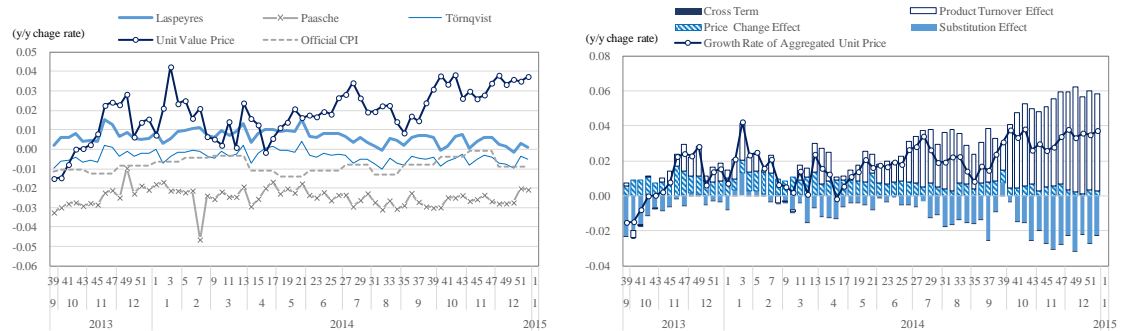 Laspeyres Paasche Törnqvist
Unit Value Price Official CPI
(y/y chage rate)
0.05
0.04
0.03
0.02
0.01
0.00
-0.01
-0.02
-0.03
-0.04
-0.05
-0.06
39 41 43 45 47 49 51 1 3 5 7 9 11 13 15 17 19 21 23 25 27 29 31 33 35 37 39 41 43 45 47 49 51 1
9 10 11 12 1 2 3 4 5 6 7 8 9 10 11 12 1
2013 2014 2015
Cross Term Product Turnover Effect
Price Change Effect Substitution Effect
(y/y chage rate) Growth Rate of Aggregated Unit Price
0.08
0.06
0.04
0.02
0.00
-0.02
-0.04
39 41 43 45 47 49 51 1 3 5 7 9 11 13 15 17 19 21 23 25 27 29 31 33 35 37 39 41 43 45 47 49 51 1
9 10 11 12 1 2 3 4 5 6 7 8 9 10 11 12 1
2013 2014 2015